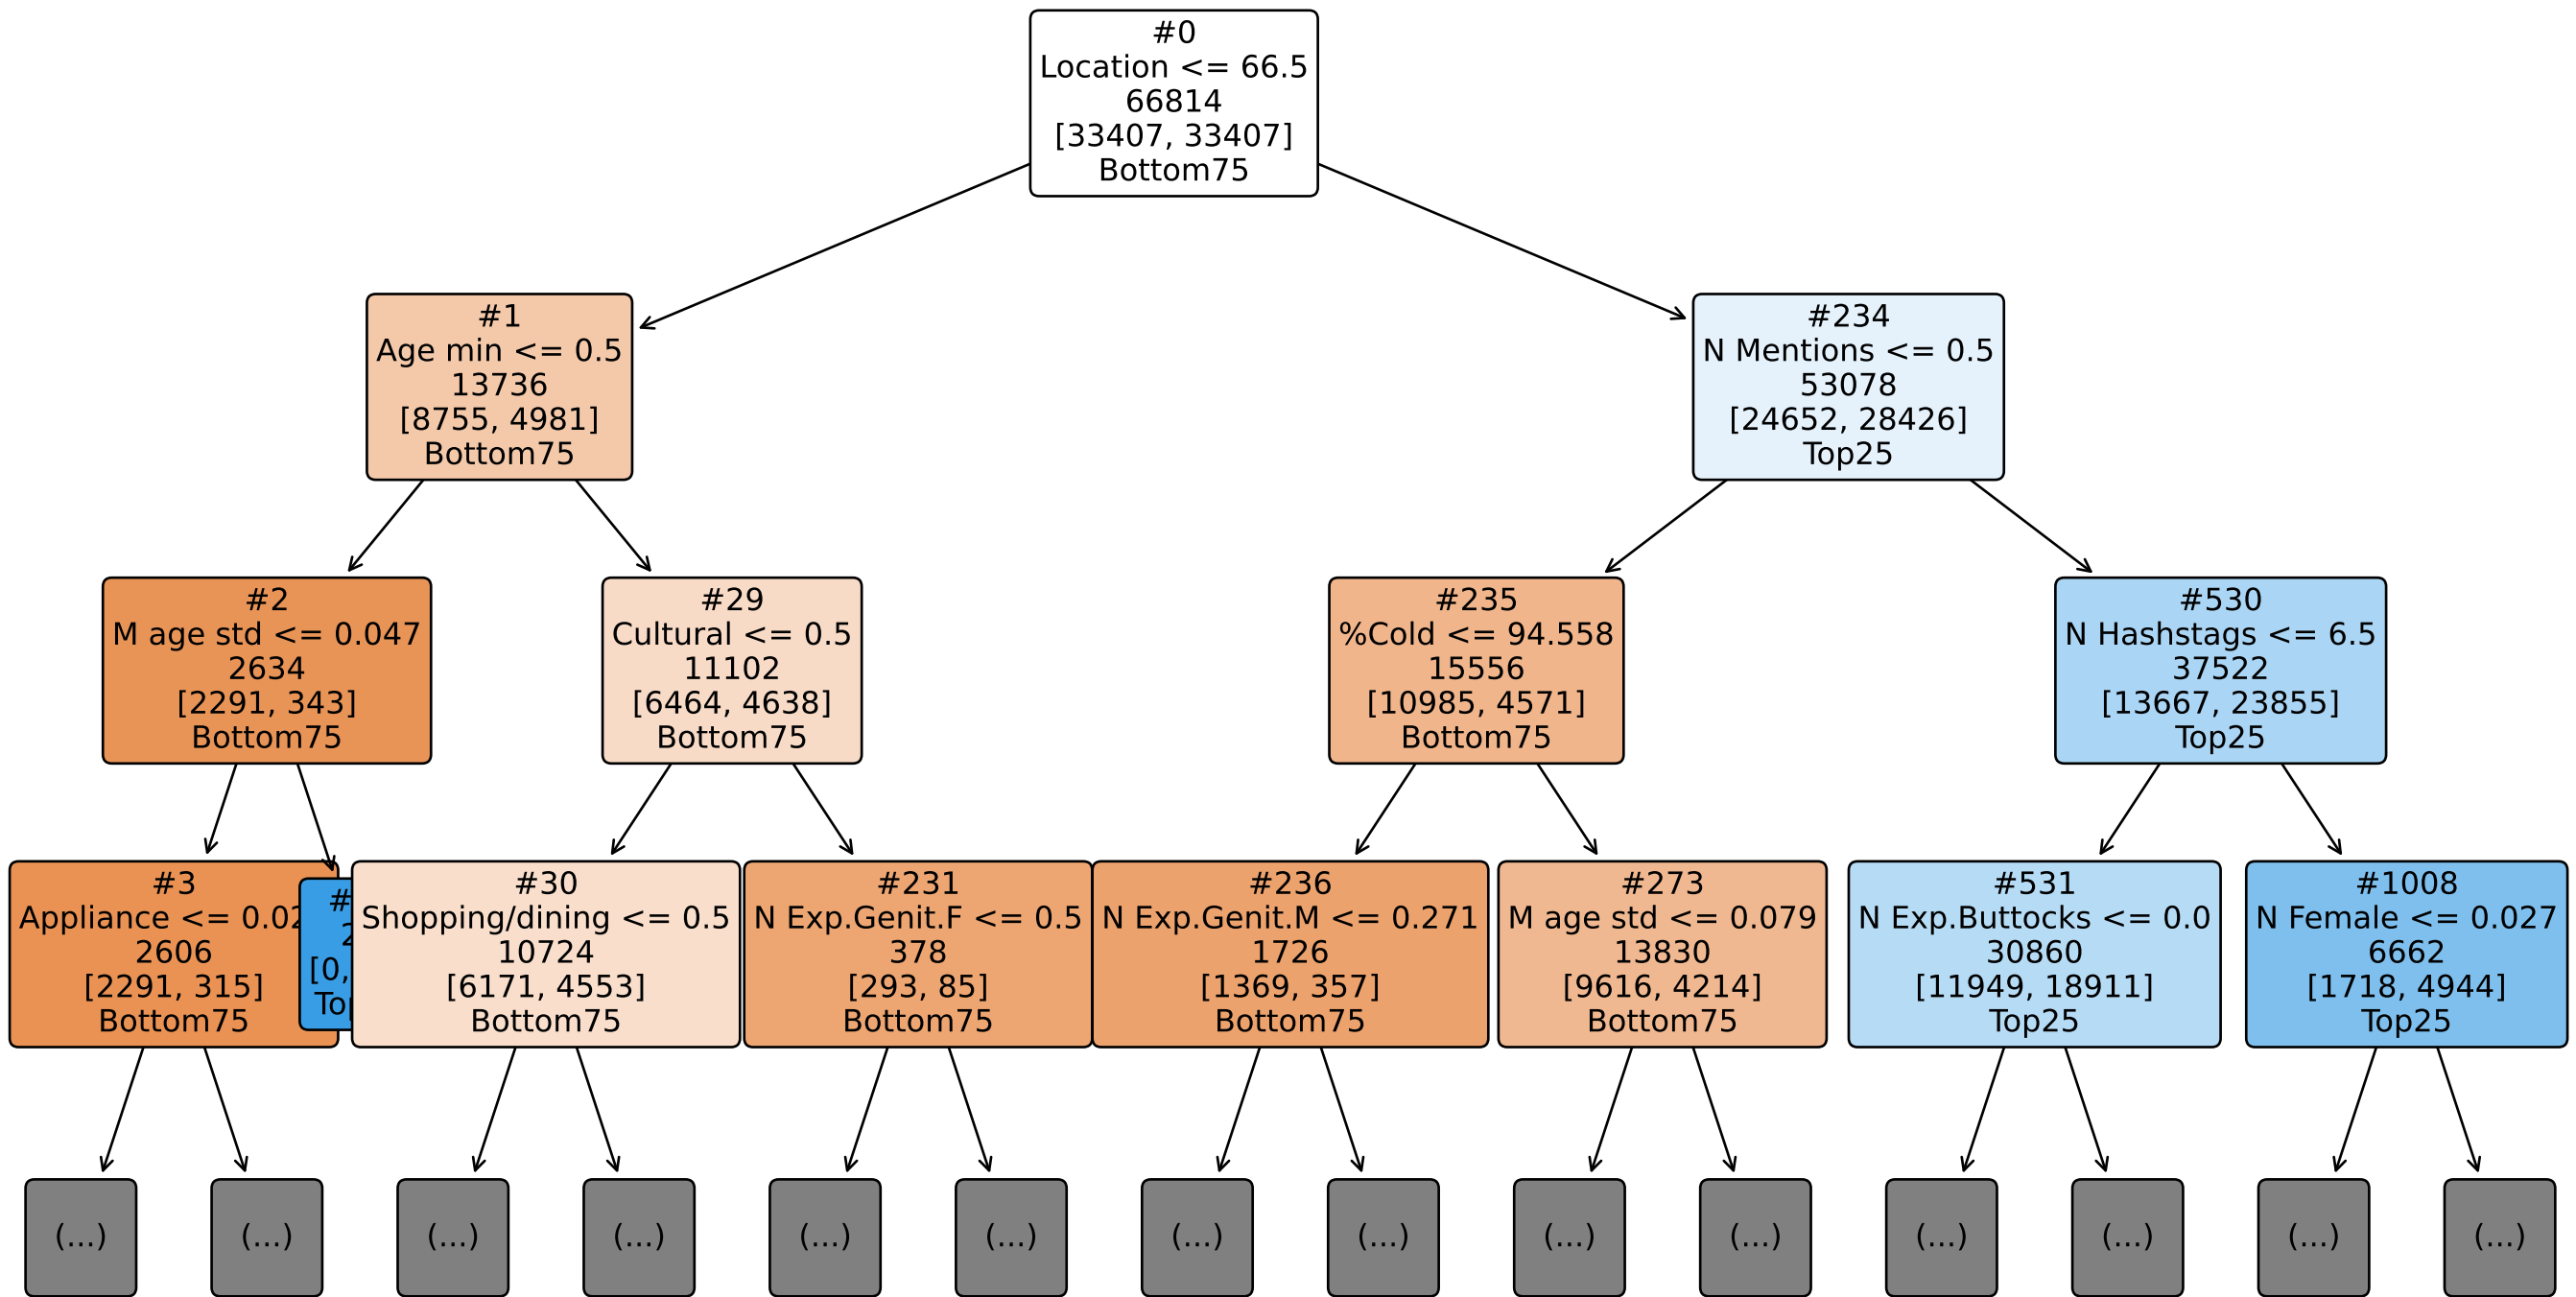 #0
Location <= 66.5
66814
[33407, 33407]
Bottom75
#1
Age min <= 0.5
13736
[8755, 4981]
Bottom75
#234
N Mentions <= 0.5
53078
[24652, 28426]
Top25
#2
M age std <= 0.047
2634
[2291, 343]
Bottom75
#29
Cultural <= 0.5
11102
[6464, 4638]
Bottom75
#235
%Cold <= 94.558
15556
[10985, 4571]
Bottom75
#530
N Hashstags <= 6.5
37522
[13667, 23855]
Top25
#3
Appliance <=
2606
[2291, 315]
Bottom75
#30
Shopping/dining <= 0.5
10724
[6171, 4553]
Bottom75
#231
N Exp.Genit.F <= 0.5
378
[293, 85]
Bottom75
#236
N Exp.Genit.M <= 0.271
1726
[1369, 357]
Bottom75
#273
M age std <= 0.079
13830
[9616, 4214]
Bottom75
#531
N Exp.Buttocks <= 0.0
30860
[11949, 18911]
Top25
#1008
N Female <= 0.027
6662
[1718, 4944]
Top25
(...)
(...)
(...)
(...)
(...)
(...)
(...)
(...)
(...)
(...)
(...)
(...)
(...)
(...)